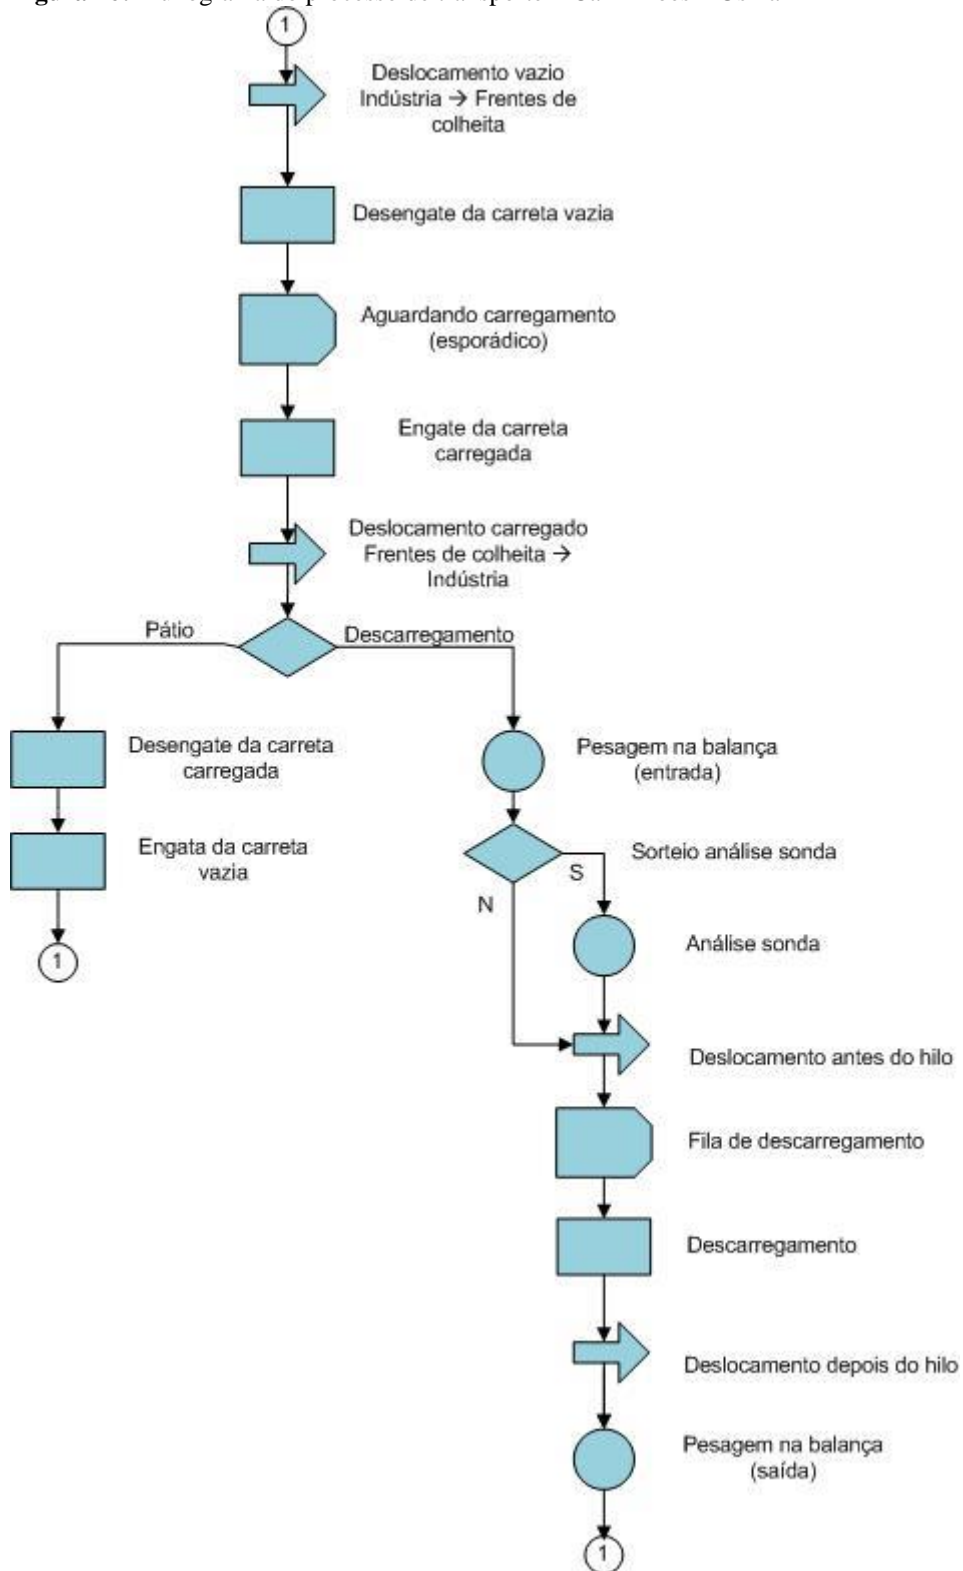 1
Deslocamento vazio
Indústria → Frentes de
colheita
Desengate da carreta vazia
Aguardando carregamento
(esporádico)
Engate da carreta
carregada
Deslocamento carregado
Frentes de colheita →
Indústria
Pátio
Descarregamento
Desengate da carreta
carregada
Pesagem na balança
(entrada)
Engata da carreta
vazia
Sorteio análise sonda
S
N
1
Análise sonda
Deslocamento antes do hilo
Fila de descarregamento
Descarregamento
Deslocamento depois do hilo
Pesagem na balança
(saída)
1